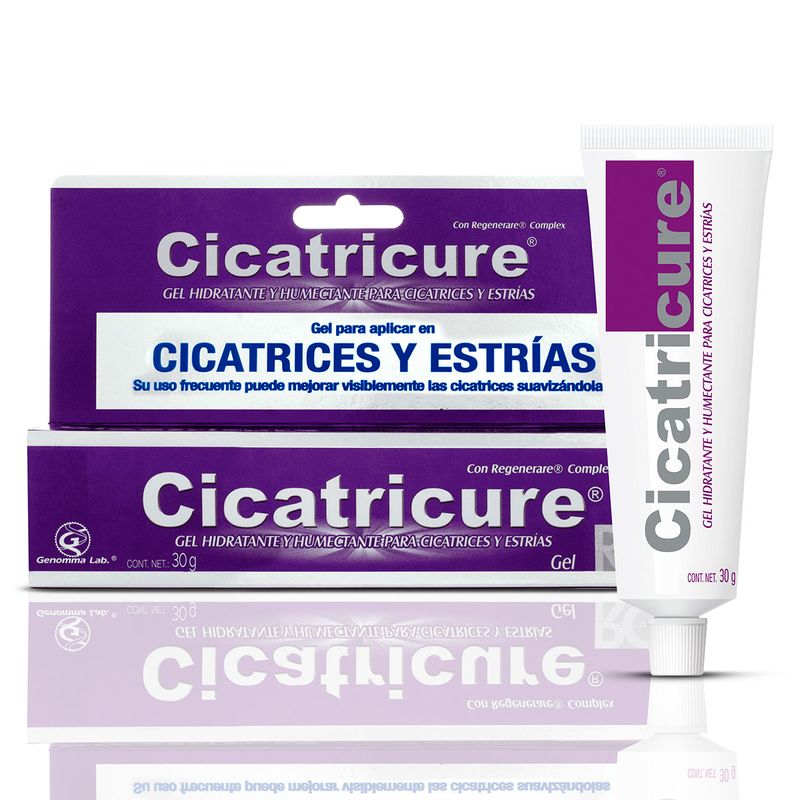 Con Regenerare® Complex
Cicatricure®
GEL HIDRATANTE Y HUMECTANTE PARA CICATRICES Y ESTRÍAS
Gel para aplicar en
CICATRICES Y ESTRÍAS
Su uso frecuente puede mejorar visiblemente las cicatrices suavizándola
Con Regenerare® Comple
Cicatricure®
GEL HIDRATANTE Y HUMECTANTE PARA CICATRICES Y ESTRÍAS
Genomma Lab.®
CONT. NET.: 30 g
Gel
Cicatricure®
GEL HIDRATANTE Y HUMECTANTE PARA CICATRICES Y ESTRÍAS
CONT. NET. 30 g